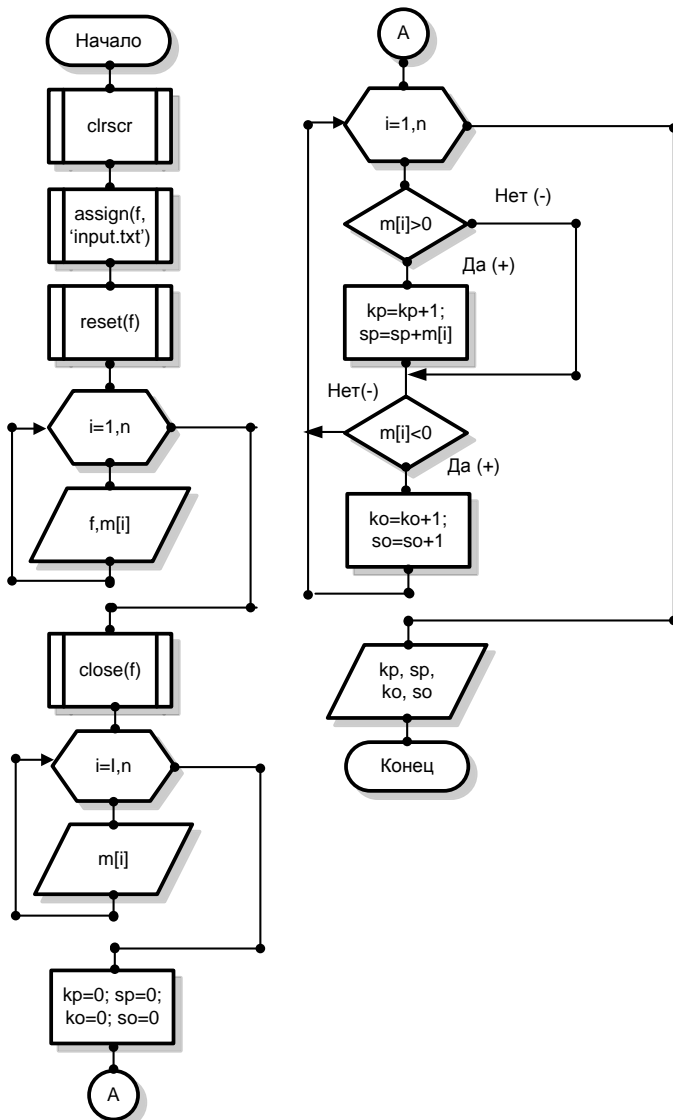 Начало
clrscr
assign(f,
‘input.txt’)
reset(f)
i=1,n
f,m[i]
close(f)
i=I,n
m[i]
kp=0; sp=0;
ko=0; so=0
A
A
i=1,n
Нет (-)
m[i]>0
Да (+)
kp=kp+1;
sp=sp+m[i]
Нет(-)
m[i]<0
Да (+)
ko=ko+1;
so=so+1
kp, sp,
ko, so
Конец